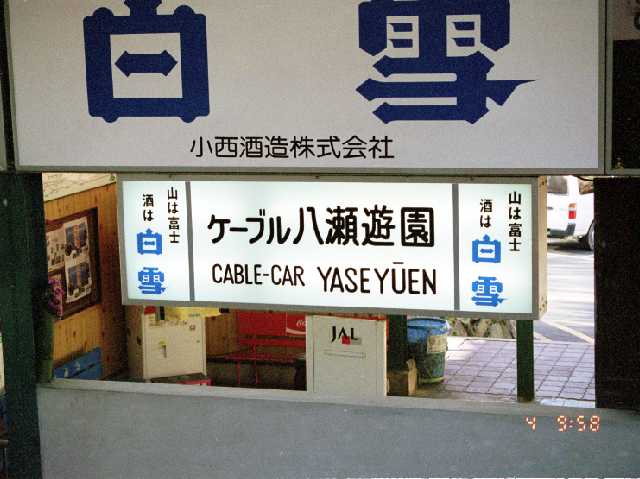 白雪
小西酒造株式会社
山は富士
酒は
白雪
ケーブル八瀬遊園
CABLE-CAR YASEYŪEN
山は富士
酒は
白雪
JAL
4 9:58